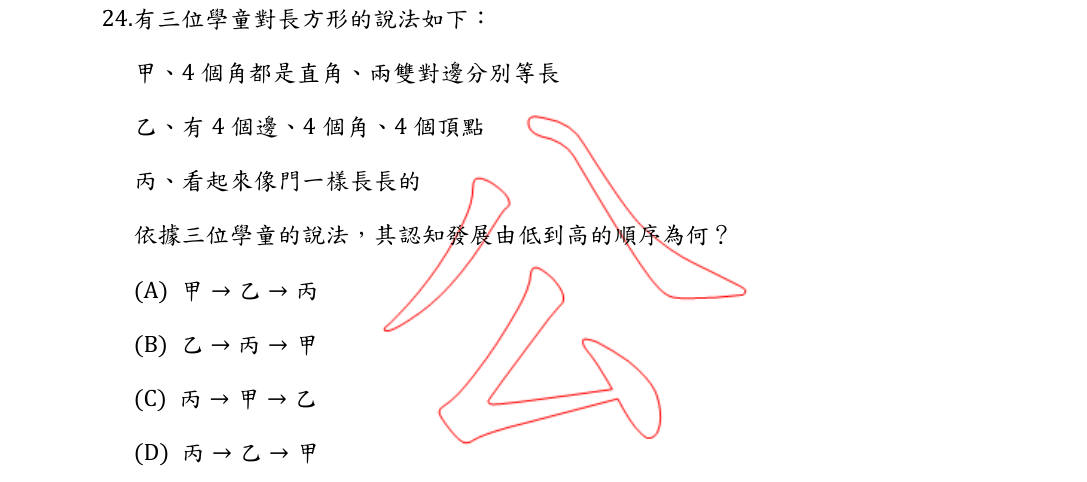 24.有三位學童對長方形的說法如下：
甲、4 個角都是直角、兩雙對邊分別等長
乙、有 4 個邊、4 個角、4 個頂點
丙、看起來像門一樣長長的
依據三位學童的說法，其認知發展由低到高的順序為何？
(A) 甲 → 乙 → 丙
(B) 乙 → 丙 → 甲
(C) 丙 → 甲 → 乙
(D) 丙 → 乙 → 甲
公